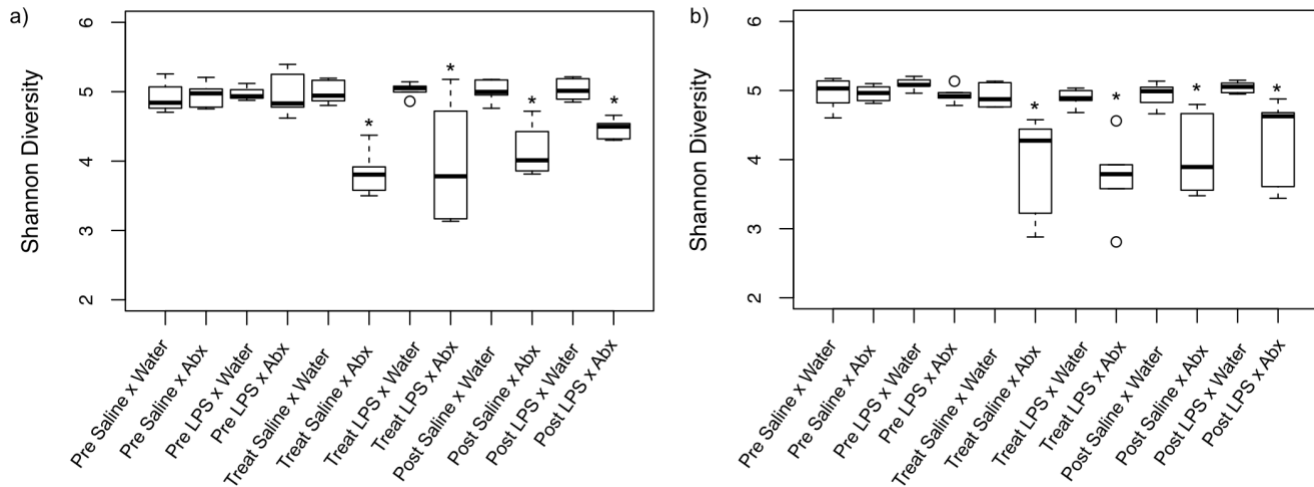 a)
Shannon Diversity
6
5
4
3
2
* * * *
Pre Saline x Water
Pre Saline x Abx
Pre LPS x Water
Pre LPS x Abx
Treat Saline x Water
Treat Saline x Abx
Treat LPS x Water
Treat LPS x Abx
Post Saline x Water
Post Saline x Abx
Post LPS x Water
Post LPS x Abx
b)
Shannon Diversity
6
5
4
3
2
* * * *
Pre Saline x Water
Pre Saline x Abx
Pre LPS x Water
Pre LPS x Abx
Treat Saline x Water
Treat Saline x Abx
Treat LPS x Water
Treat LPS x Abx
Post Saline x Water
Post Saline x Abx
Post LPS x Water
Post LPS x Abx